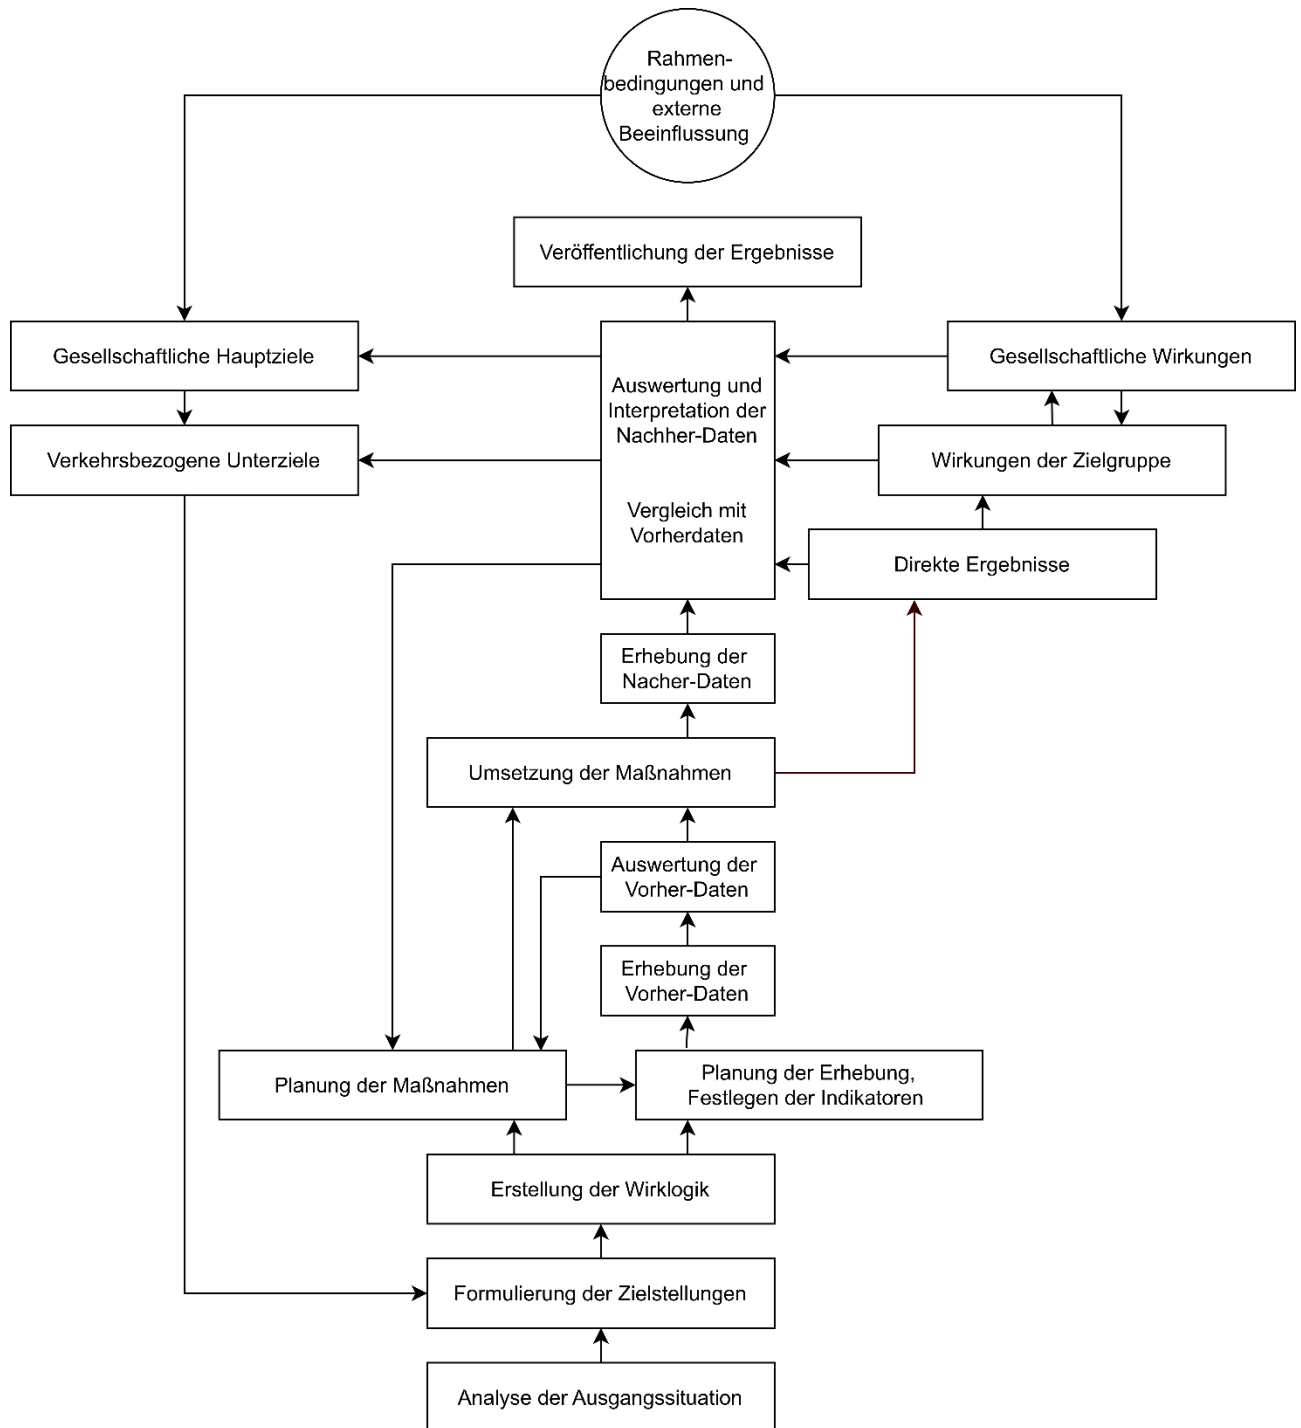 Rahmen-
bedingungen und
externe
Beeinflussung
Veröffentlichung der Ergebnisse
Gesellschaftliche Hauptziele
Auswertung und
Interpretation der
Nachher-Daten
Vergleich mit
Vorherdaten
Gesellschaftliche Wirkungen
Verkehrsbezogene Unterziele
Wirkungen der Zielgruppe
Direkte Ergebnisse
Erhebung der
Nacher-Daten
Umsetzung der Maßnahmen
Auswertung der
Vorher-Daten
Erhebung der
Vorher-Daten
Planung der Maßnahmen
Planung der Erhebung,
Festlegen der Indikatoren
Erstellung der Wirklogik
Formulierung der Zielstellungen
Analyse der Ausgangssituation